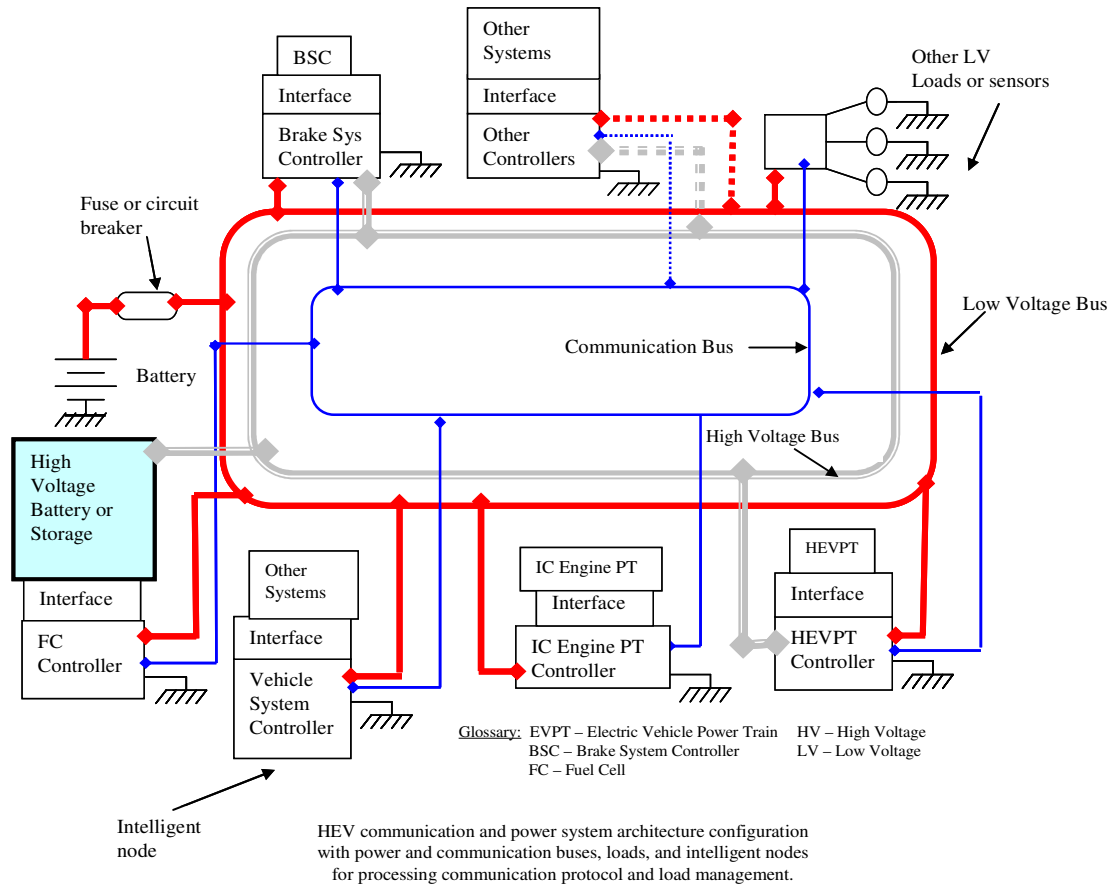 BSC
Interface
Brake Sys
Controller
Other
Systems
Interface
Other
Controllers
Other LV
Loads or sensors
Fuse or circuit
breaker
Low Voltage Bus
Communication Bus
Battery
High Voltage Bus
High
Voltage
Battery or
Storage
Interface
FC
Controller
Other
Systems
Interface
Vehicle
System
Controller
IC Engine PT
Interface
IC Engine PT
Controller
HEVPT
Interface
HEVPT
Controller
Glossary: EVPT – Electric Vehicle Power Train HV – High Voltage
BSC – Brake System Controller LV – Low Voltage
FC – Fuel Cell
Intelligent
node
HEV communication and power system architecture configuration
with power and communication buses, loads, and intelligent nodes
for processing communication protocol and load management.